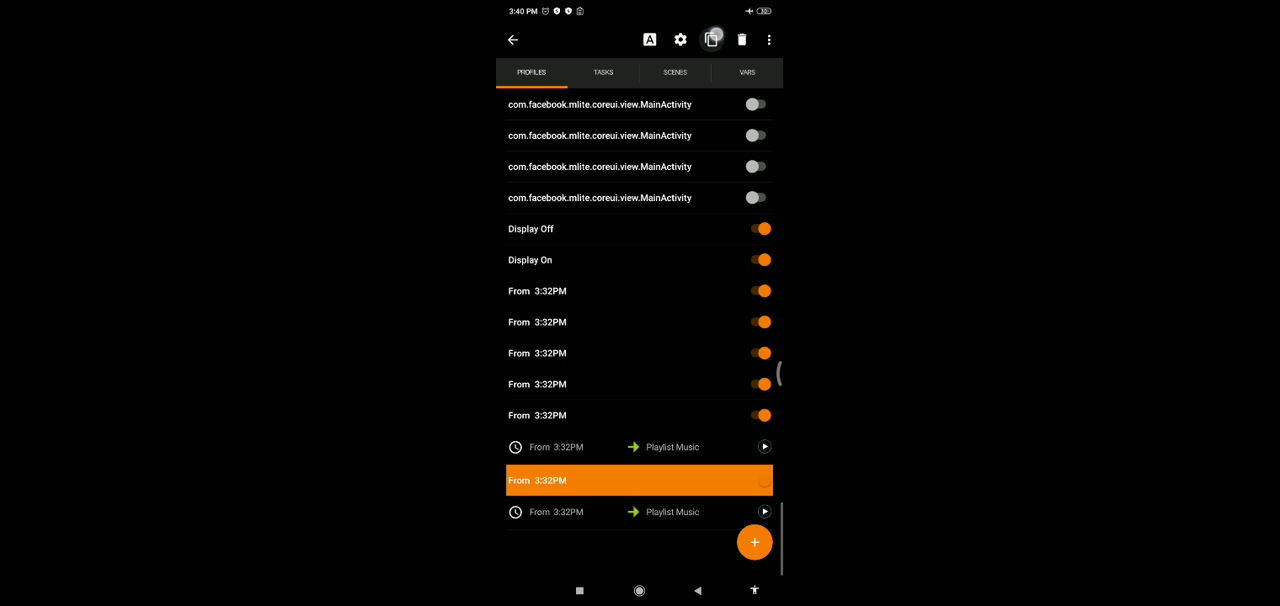 3:40 PM
50
A
PROFILES TASKS SCENES VARS
com.facebook.mlite.coreui.view.MainActivity
com.facebook.mlite.coreui.view.MainActivity
com.facebook.mlite.coreui.view.MainActivity
com.facebook.mlite.coreui.view.MainActivity
Display Off
Display On
From 3:32PM
From 3:32PM
From 3:32PM
From 3:32PM
From 3:32PM
From 3:32PM Playlist Music
From 3:32PM
From 3:32PM Playlist Music